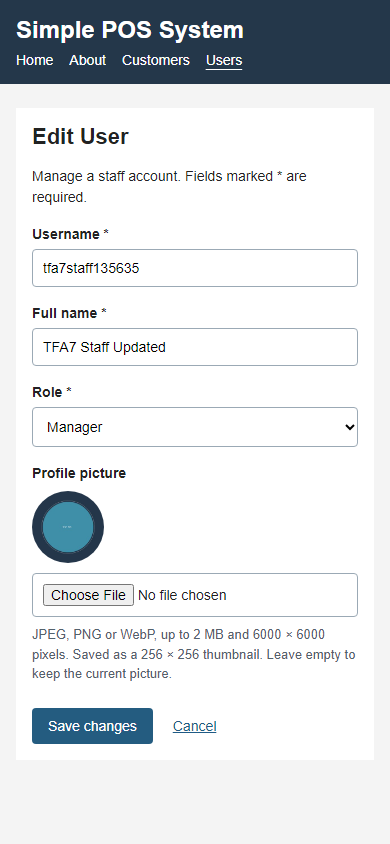 Simple POS System
Home About Customers Users
Edit User
Manage a staff account. Fields marked * are
required.
Username *
tfa7staff135635
Full name *
TFA7 Staff Updated
Role *
Manager
Profile picture
Choose File No file chosen
JPEG, PNG or WebP, up to 2 MB and 6000 × 6000
pixels. Saved as a 256 × 256 thumbnail. Leave empty to
keep the current picture.
Save changes Cancel